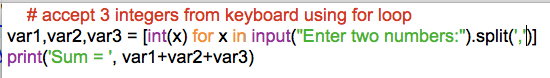 # accept 3 integers from keyboard using for loop
var1,var2,var3 = [int(x) for x in input("Enter two numbers:").split(',')]
print('Sum = ', var1+var2+var3)